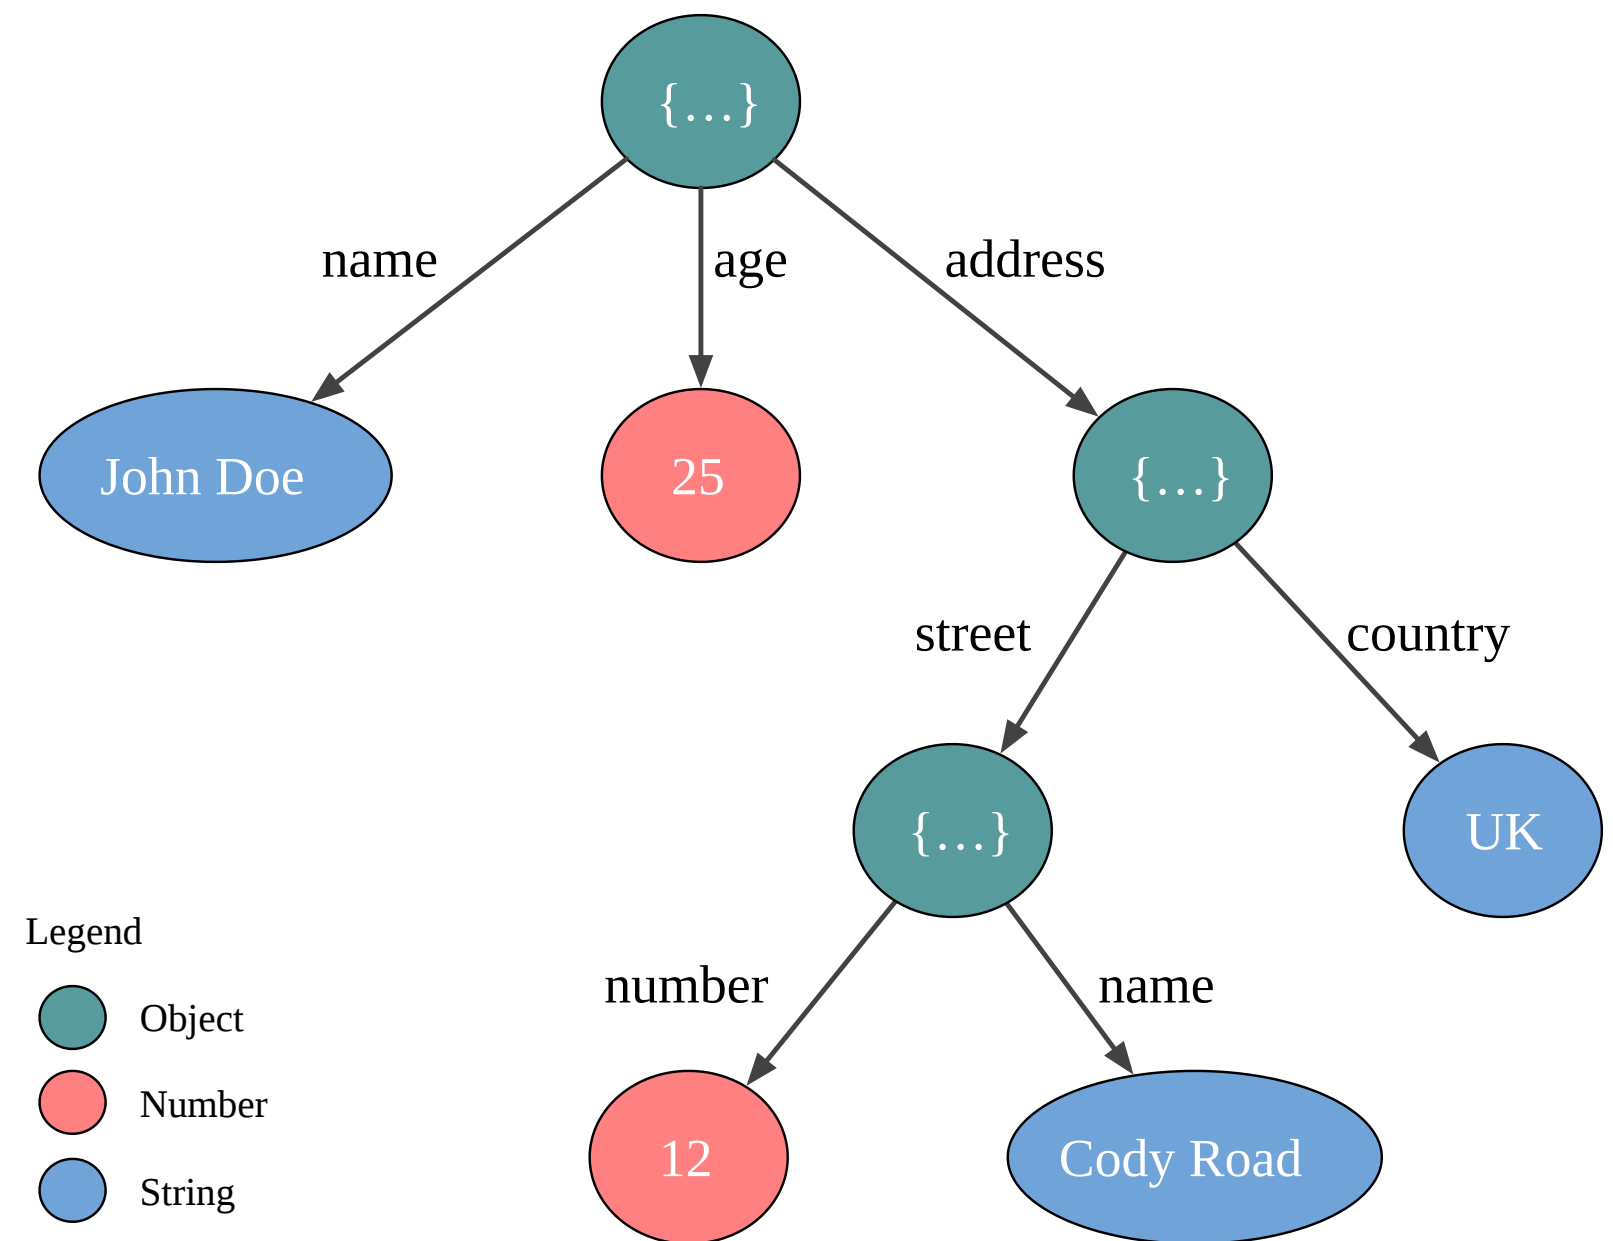 {…}
name
age
address
John Doe
25
{…}
street
country
{…}
UK
number
name
12
Cody Road
Legend
Object
Number
String